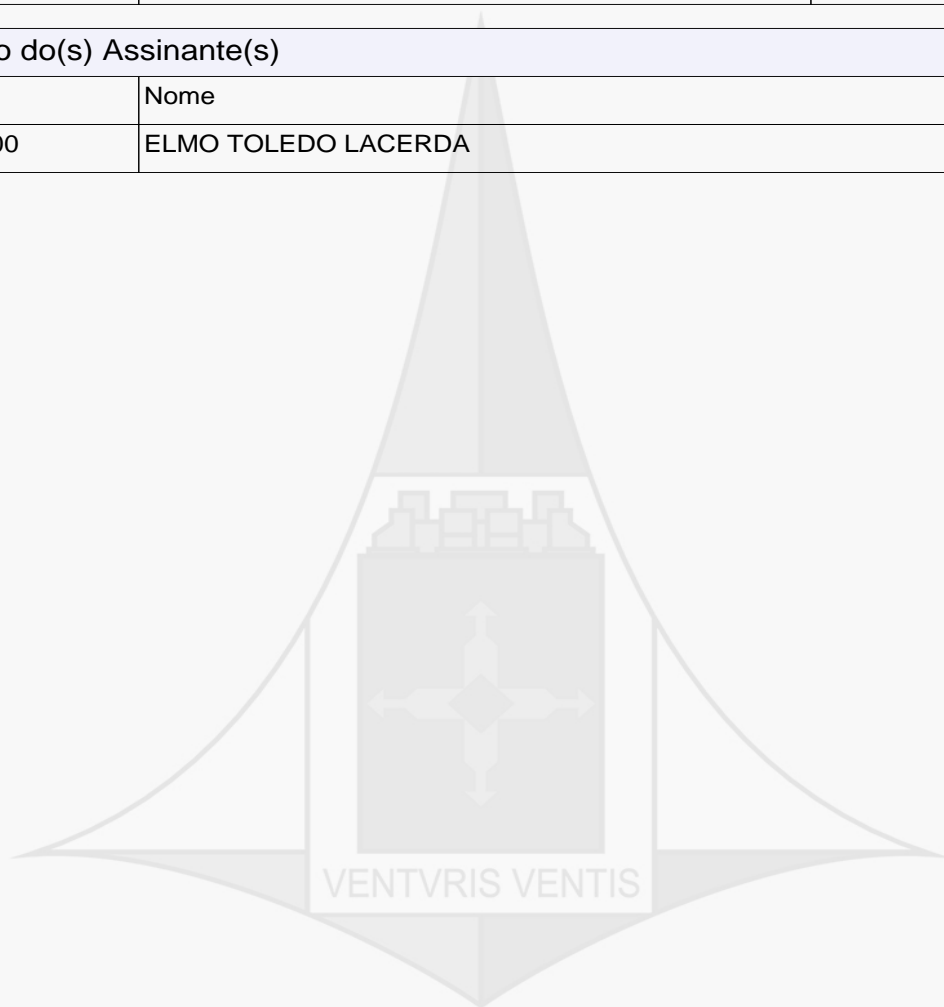 o do(s) Assinante(s)
Nome
00 ELMO TOLEDO LACERDA
VENTVRIS VENTIS